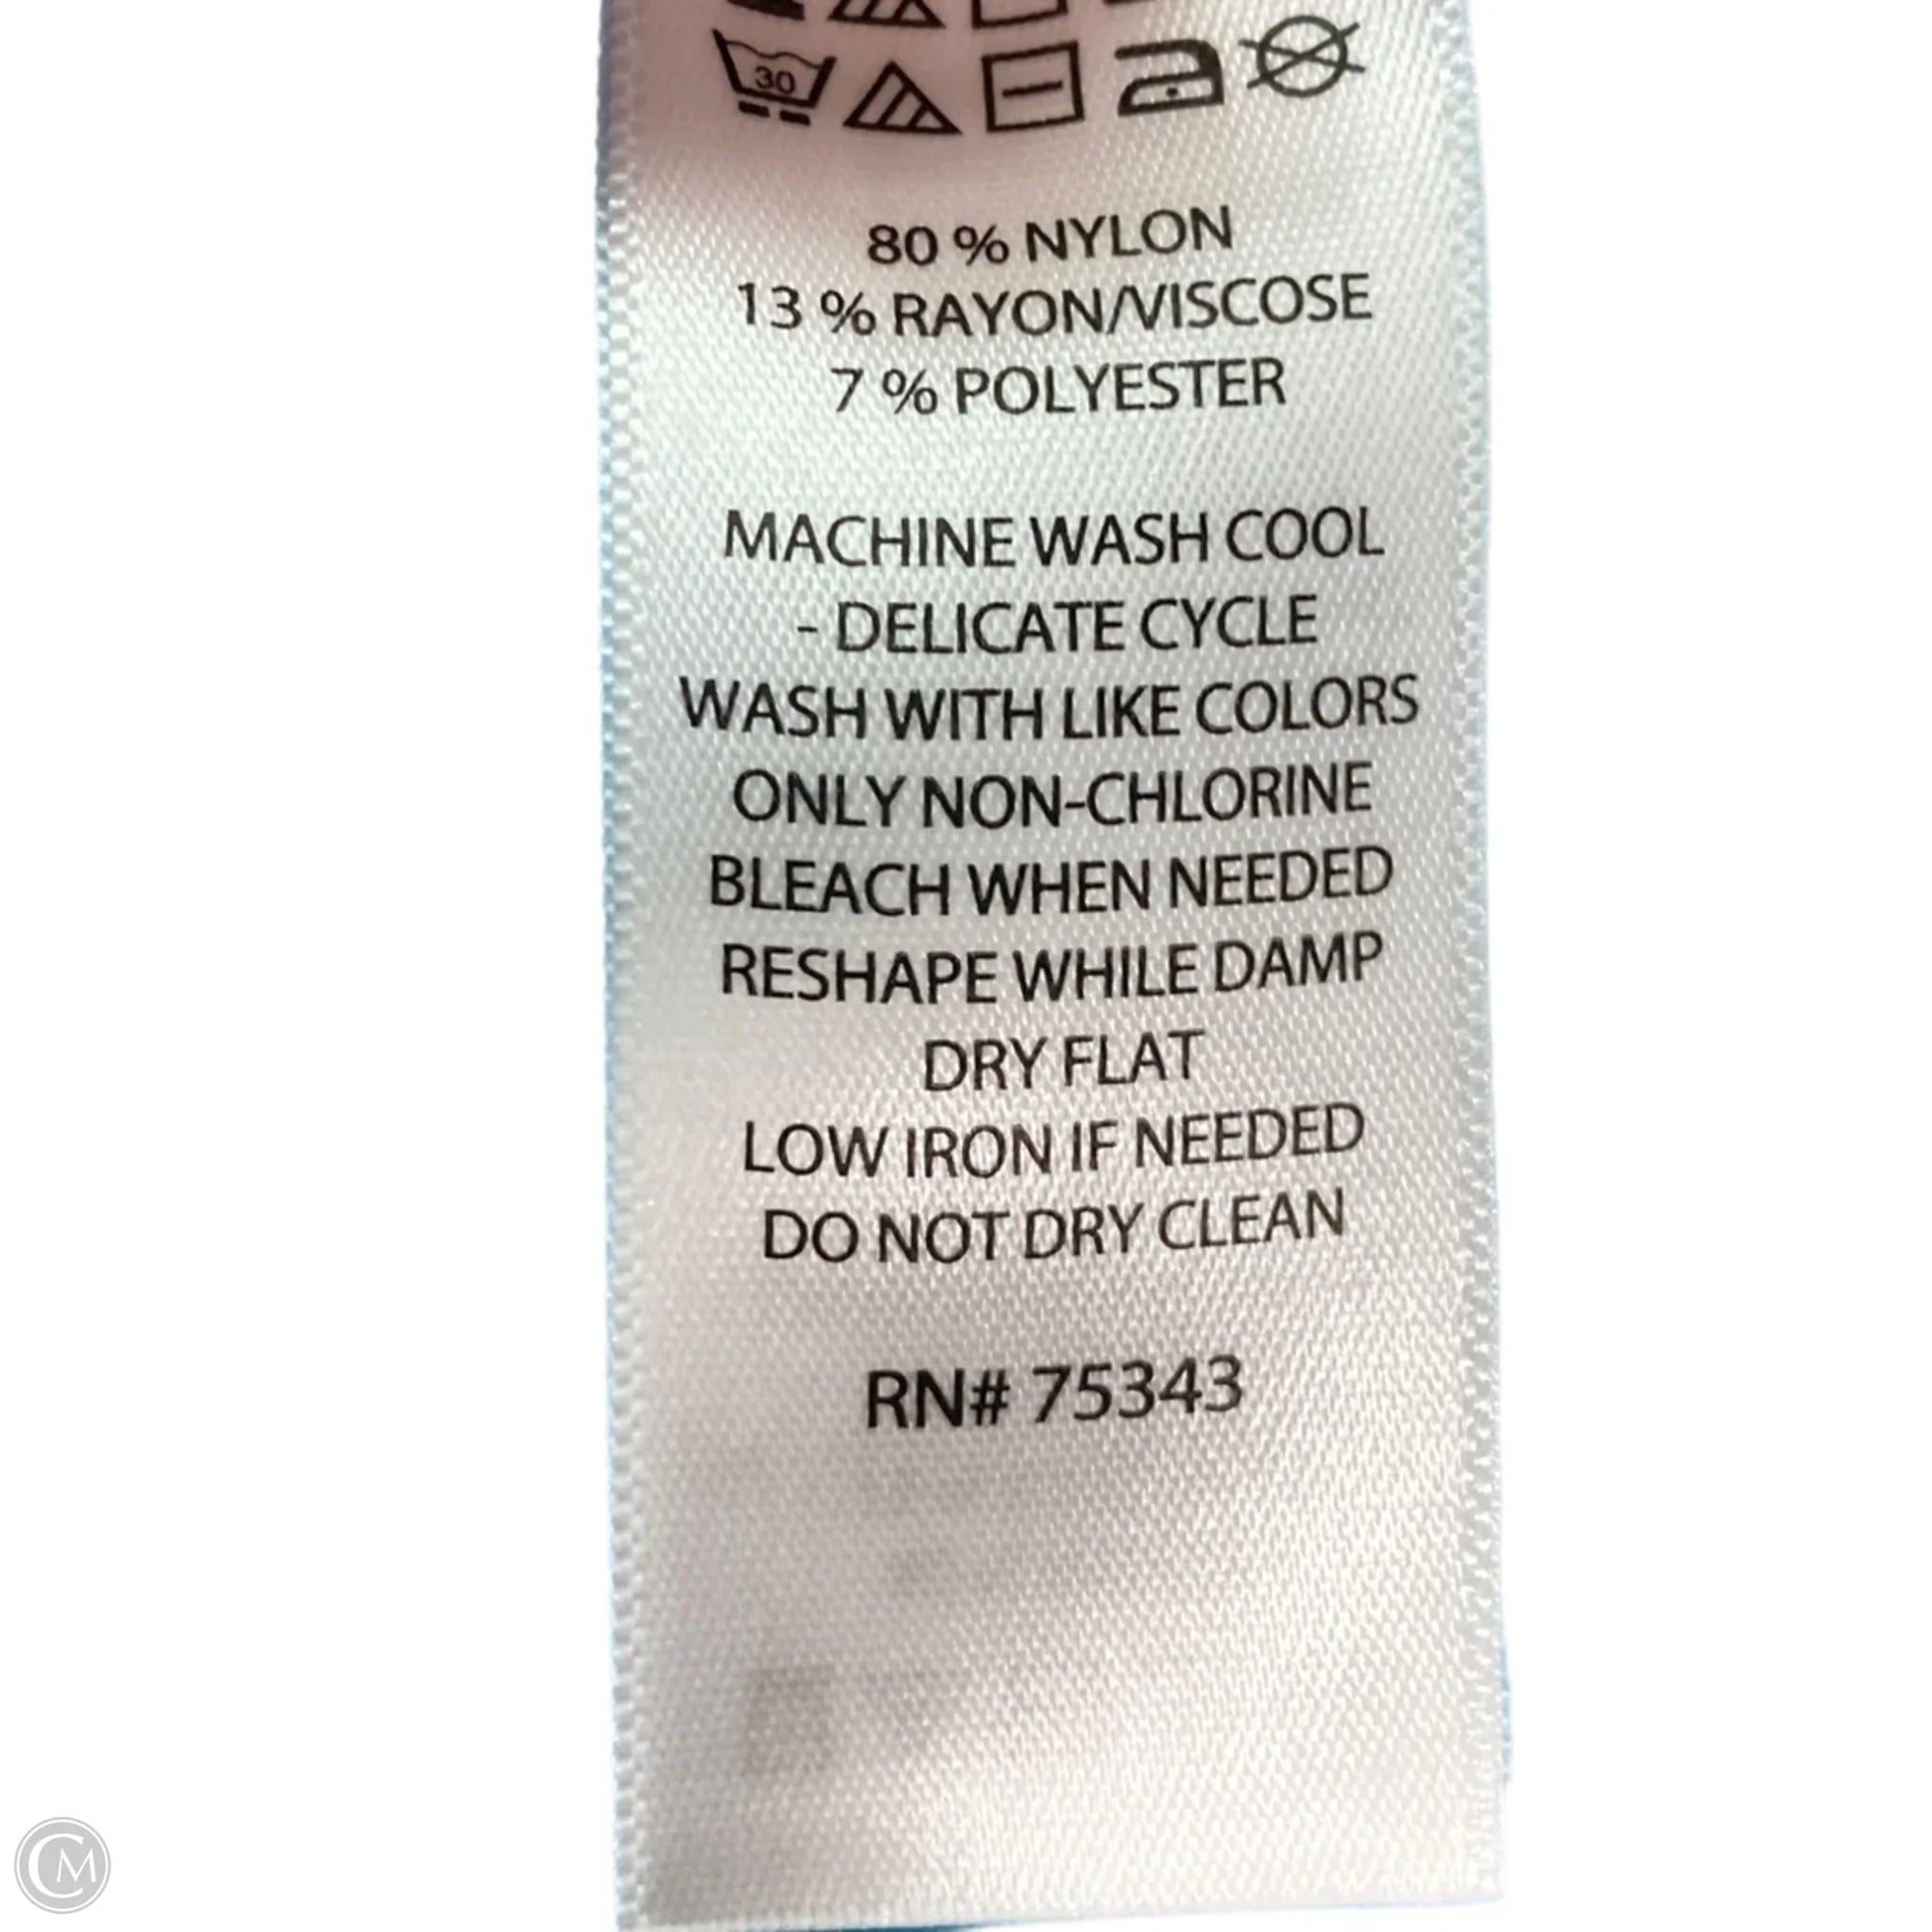 30
80 % NYLON
13 % RAYON/VISCOSE
7 % POLYESTER
MACHINE WASH COOL
- DELICATE CYCLE
WASH WITH LIKE COLORS
ONLY NON-CHLORINE
BLEACH WHEN NEEDED
RESHAPE WHILE DAMP
DRY FLAT
LOW IRON IF NEEDED
DO NOT DRY CLEAN
RN# 75343
CM